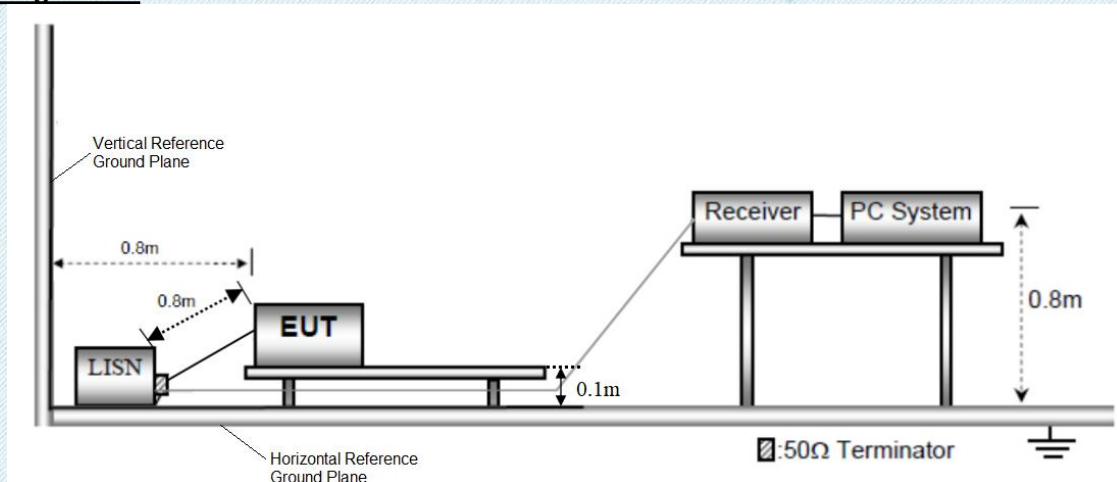 Vertical Reference
Ground Plane
0.8m
0.8m
LISN
EUT
0.1m
Receiver
PC System
0.8m
:50Ω Terminator
Horizontal Reference
Ground Plane